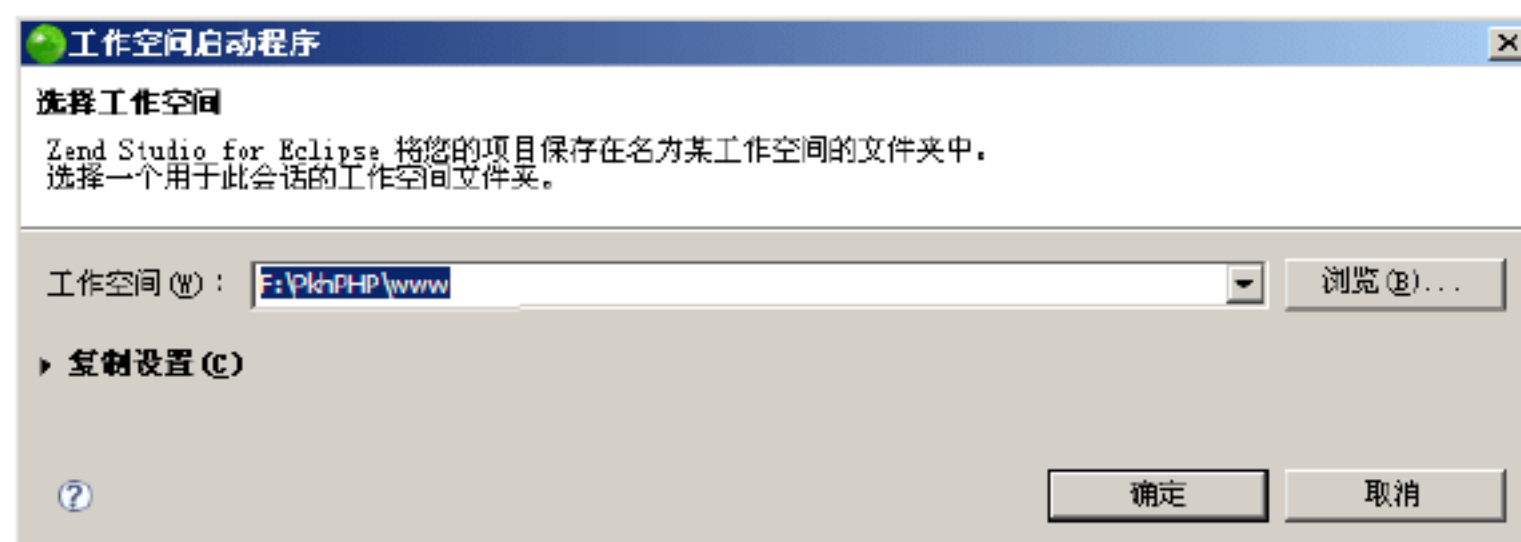 工作空间启动程序
选择工作空间
Zend Studio for Eclipse 将您的项目保存在名为某工作空间的文件夹中.
选择一个用于此会话的工作空间文件夹。
工作空间(W): F:\PkhPHP\www 浏览(B)...
复制设置(C)
确定 取消